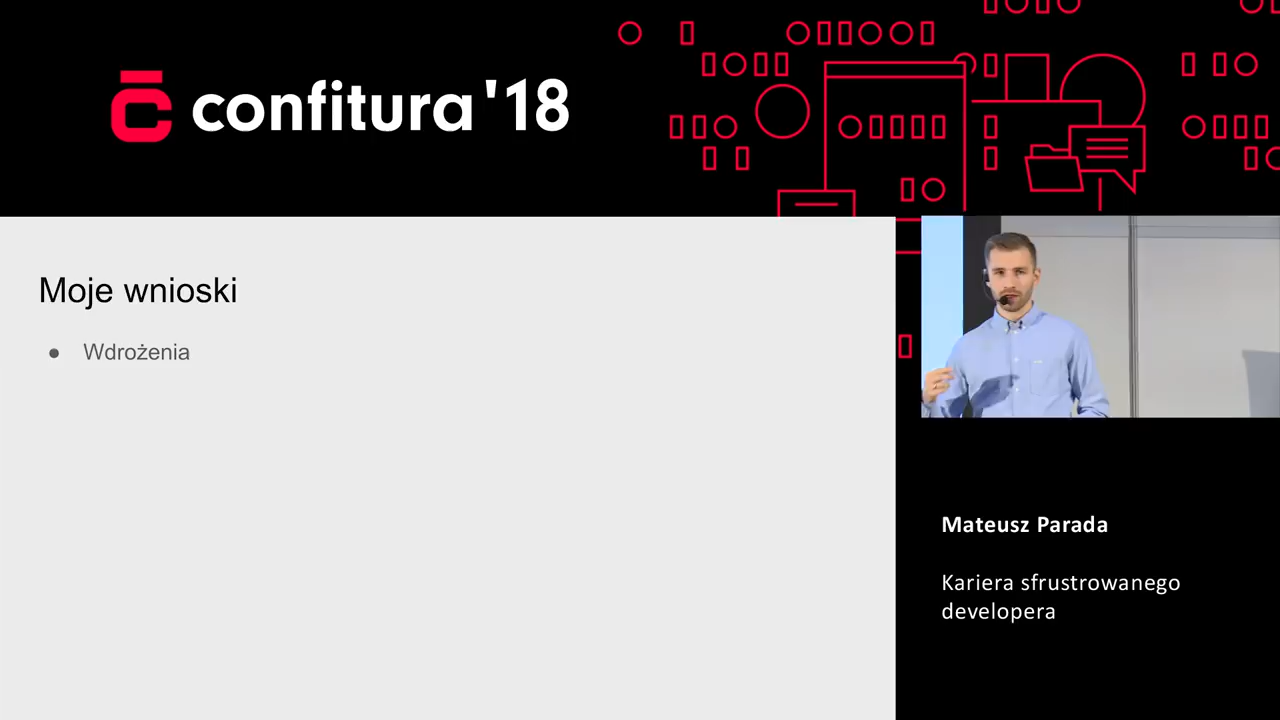 confitura '18
Moje wnioski
● Wdrożenia
Mateusz Parada
Kariera sfrustrowanego
developera